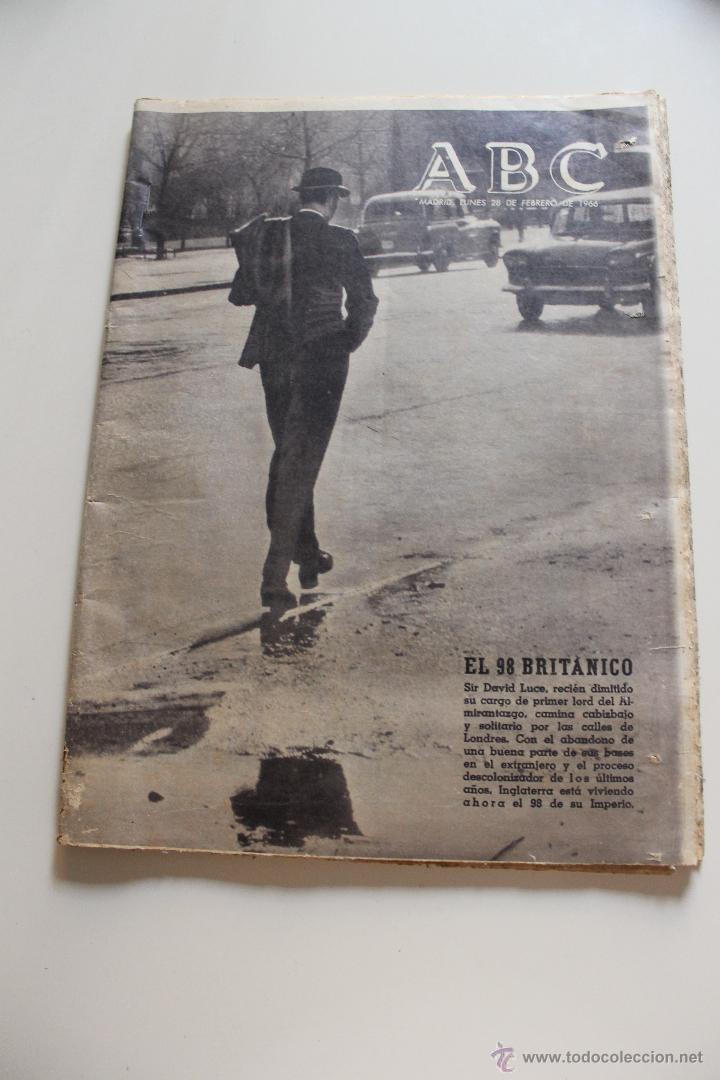 ABC
MADRID, LUNES 28 DE FEBRERO DE 1966
EL 98 BRITANICO
Sir David Luce, recién dimitido
su cargo de primer lord del Al-
mirantazgo, camina cabizbajo
y solitario por las calles de
Londres. Con el abandono de
una buena parte de sus bases
en el extranjero y el proceso
descolonizador de los últimos
años, Inglaterra está viviendo
ahora el 98 de su Imperio.
todocoleccion
www.todocoleccion.net